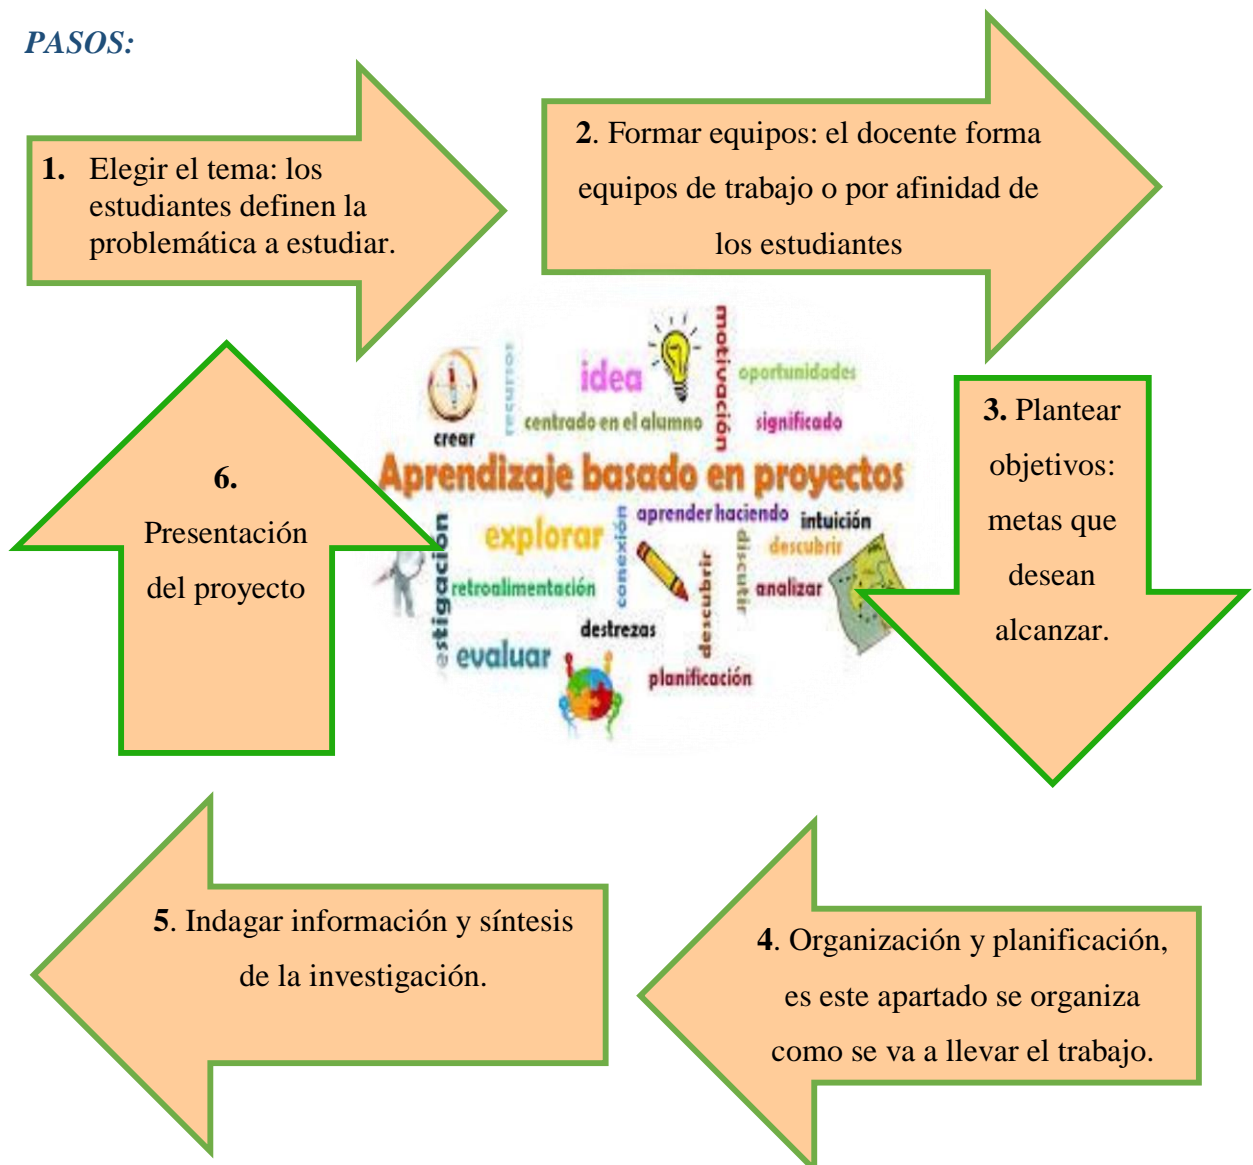 PASOS:
1. Elegir el tema: los
estudiantes definen la
problemática a estudiar.
2. Formar equipos: el docente forma
equipos de trabajo o por afinidad de
los estudiantes
3. Plantear
objetivos:
metas que
desean
alcanzar.
4. Organización y planificación,
es este apartado se organiza
como se va a llevar el trabajo.
5. Indagar información y síntesis
de la investigación.
6.
Presentación
del proyecto
crear
recursos
idea
motivación
oportunidades
centrado en el alumno
significado
Aprendizaje basado en proyectos
estigación
explorar
conexión
aprender haciendo
intuición
discutir
descubrir
retroalimentación
descubrir
analizar
destrezas
evaluar
planificación